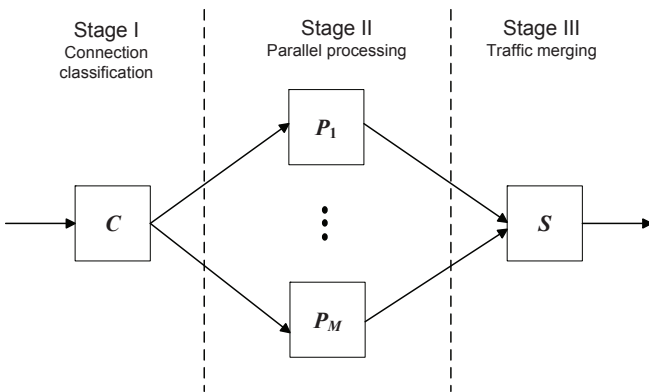 Stage I
Connection
classification
Stage II
Parallel processing
Stage III
Traffic merging
P1
C
S
PM